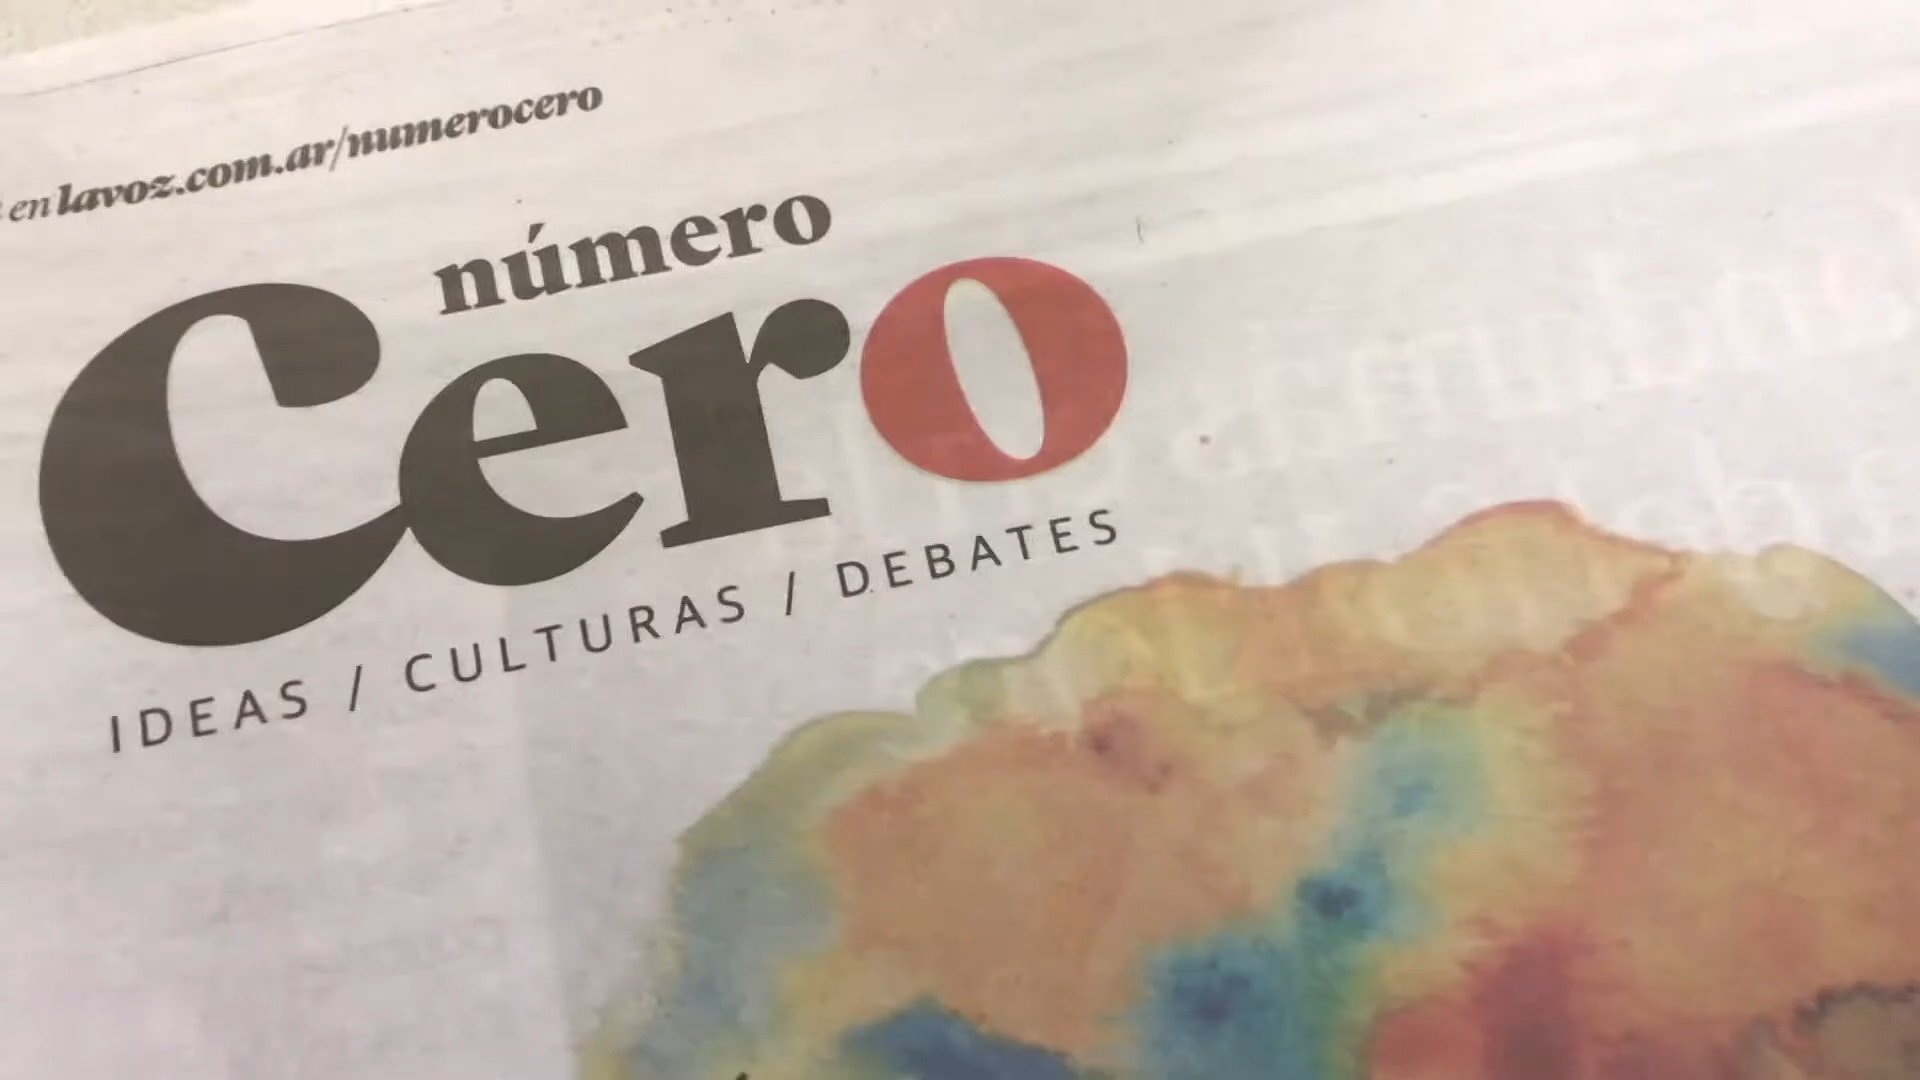 en lavoz.com.ar/numerocero
número
Cero
IDEAS / CULTURAS / DEBATES